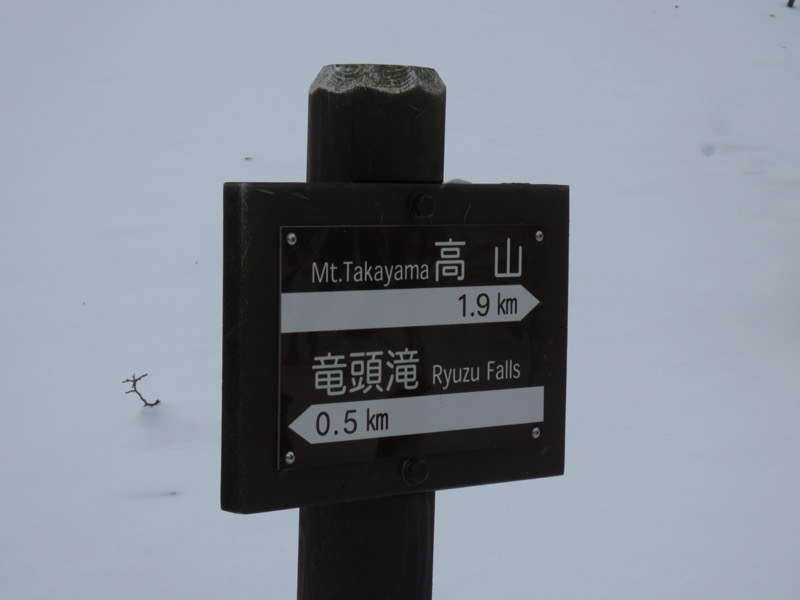 Mt.Takayama 高山
1.9 km
竜頭滝 Ryuzu Falls
0.5 km